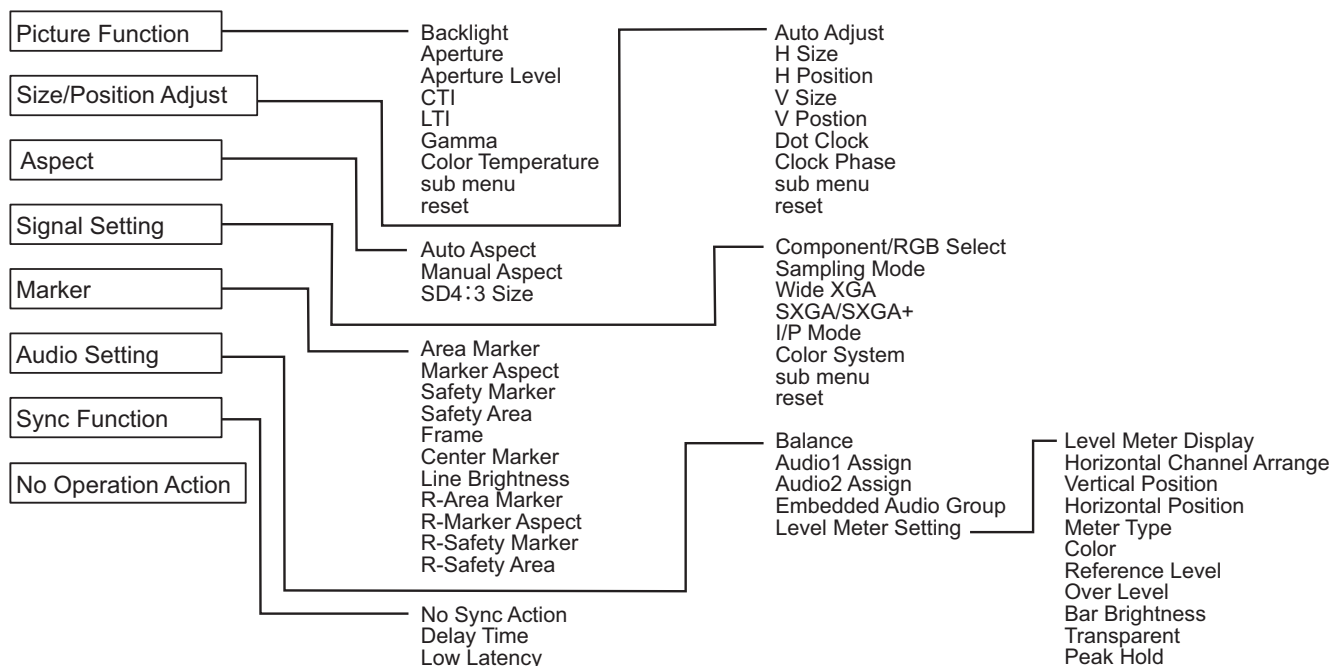 Picture Function
Size/Position Adjust
Aspect
Signal Setting
Marker
Audio Setting
Sync Function
No Operation Action
Backlight
Aperture
Aperture Level
CTI
LTI
Gamma
Color Temperature
sub menu
reset
Auto Aspect
Manual Aspect
SD4:3 Size
Area Marker
Marker Aspect
Safety Marker
Safety Area
Frame
Center Marker
Line Brightness
R-Area Marker
R-Marker Aspect
R-Safety Marker
R-Safety Area
No Sync Action
Delay Time
Low Latency
Auto Adjust
H Size
H Position
V Size
V Postion
Dot Clock
Clock Phase
sub menu
reset
Component/RGB Select
Sampling Mode
Wide XGA
SXGA/SXGA+
I/P Mode
Color System
sub menu
reset
Balance
Audio1 Assign
Audio2 Assign
Embedded Audio Group
Level Meter Setting
Level Meter Display
Horizontal Channel Arrange
Vertical Position
Horizontal Position
Meter Type
Color
Reference Level
Over Level
Bar Brightness
Transparent
Peak Hold